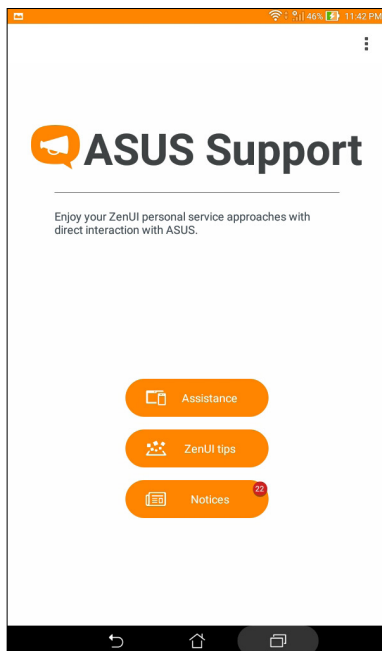 46% 11:42 PM
ASUS Support
Enjoy your ZenUI personal service approaches with
direct interaction with ASUS.
Assistance
ZenUI tips
22
Notices